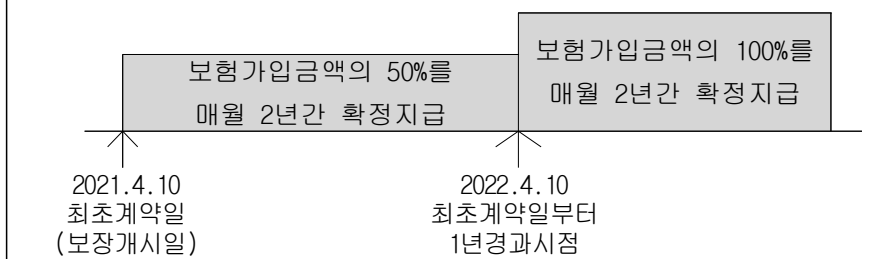 보험가입금액의 50%를
매월 2년간 확정지급
보험가입금액의 100%를
매월 2년간 확정지급
2021.4.10
최초계약일
(보장개시일)
2022.4.10
최초계약일부터
1년경과시점